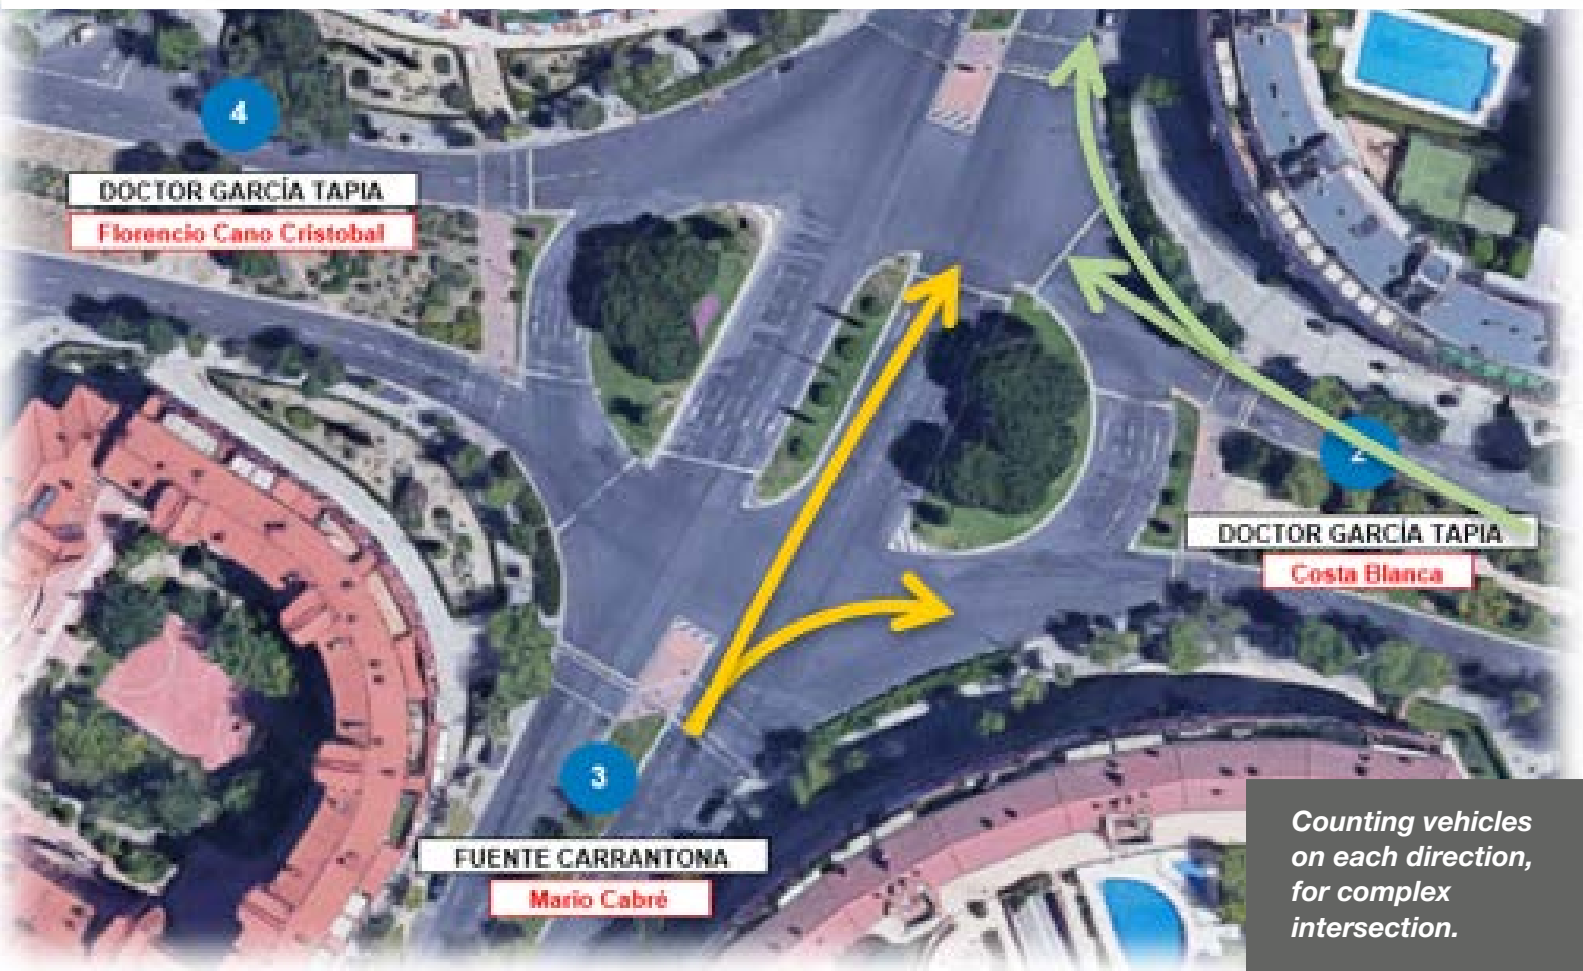 4
DOCTOR GARCÍA TAPIA
Florencio Cano Cristobal
2
DOCTOR GARCÍA TAPIA
Costa Blanca
3
FUENTE CARRANTONA
Mario Cabré
Counting vehicles
on each direction,
for complex
intersection.